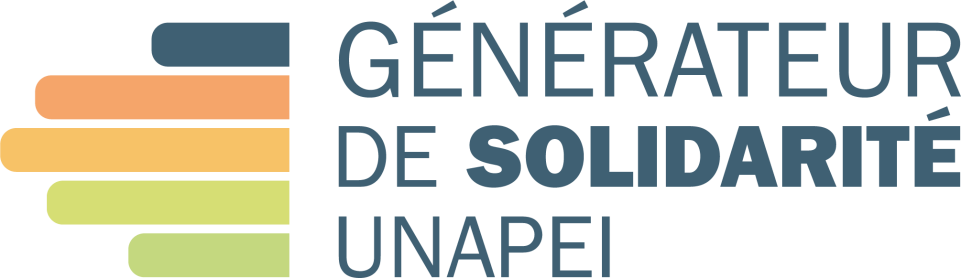 GÉNÉRATEUR
DE SOLIDARITÉ
UNAPEI